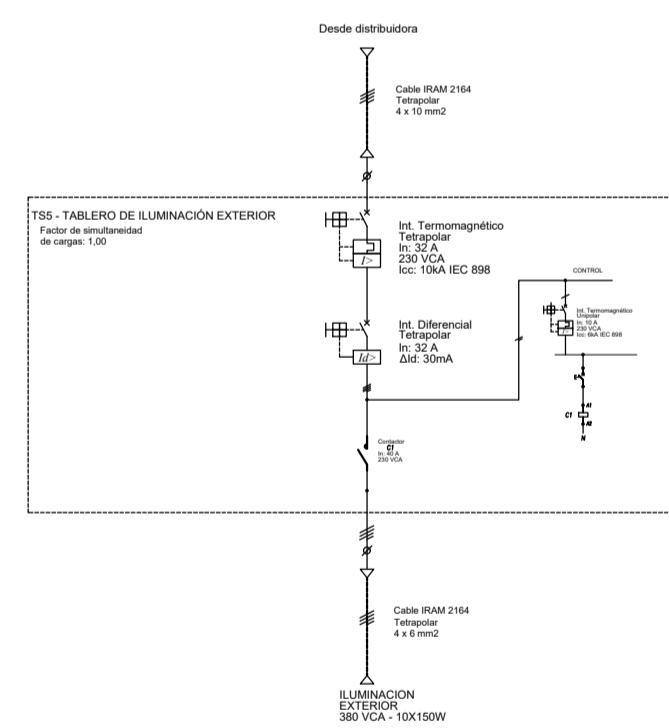 Desde distribuidora
Cable IRAM 2164
Tetrapolar
4 x 10 mm2
TS5 - TABLERO DE ILUMINACIÓN EXTERIOR
Factor de simultaneidad
de cargas: 1,00
Int. Termomagnético
Tetrapolar
In: 32 A
230 VCA
Icc: 10kA IEC 898
I>
CONTROL
Int. Termomagnético
Unipolar
In: 10 A
230 VCA
Icc: 6kA IEC 898
Int. Diferencial
Tetrapolar
In: 32 A
ΔId: 30mA
Id>
A1
C1
A2
N
Contactor
C1
In: 40 A
230 VCA
Cable IRAM 2164
Tetrapolar
4 x 6 mm2
ILUMINACION
EXTERIOR
380 VCA - 10X150W